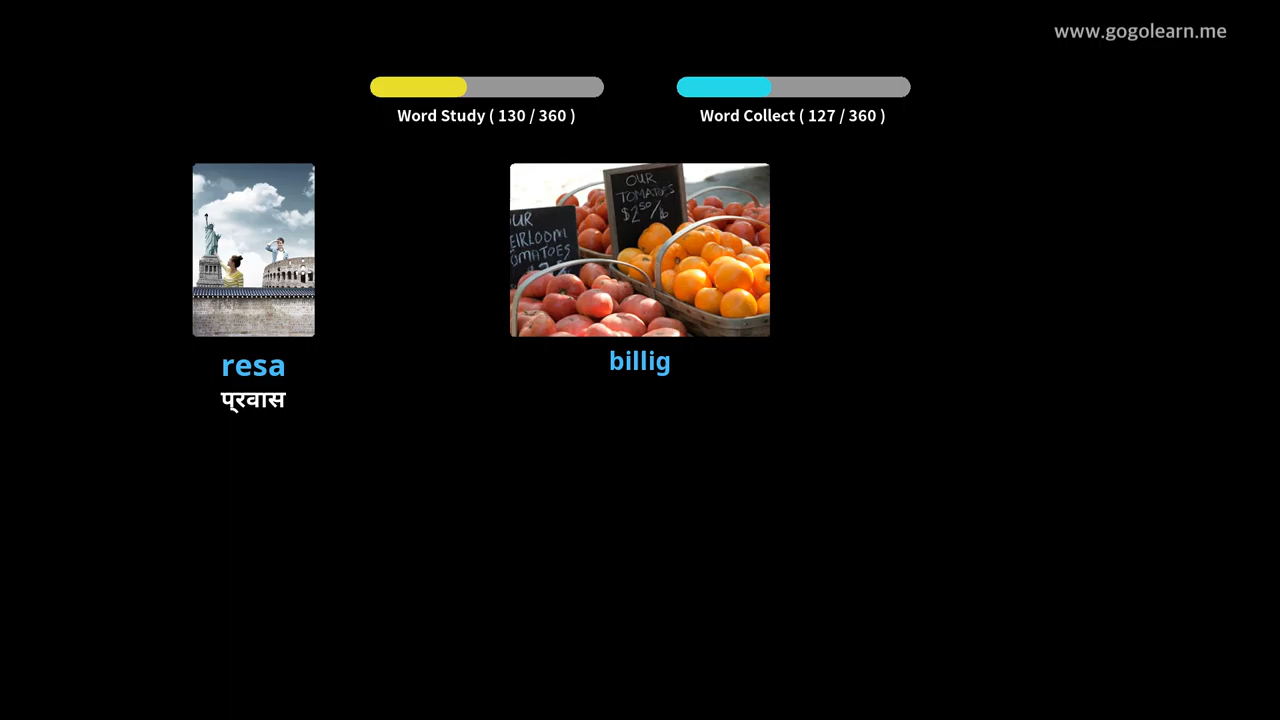 www.gogolearn.me
Word Study ( 130 / 360 )
Word Collect ( 127 / 360 )
OUR
TOMATOES
$2.50/lb
UR
EIRLOOM
OMATOES
resa
प्रवास
billig